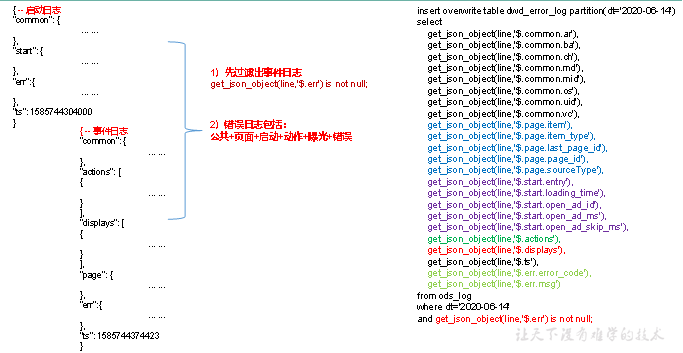 { -- 启动日志
"common": {
……
},
"start": {
……
},
"err":{
……
},
"ts": 1585744304000
}
{ -- 事件日志
"common": {
……
},
"actions": [
{
……
}
],
"displays": [
{
……
}
],
"page": {
……
},
"err":{
……
},
"ts": 1585744374423
}
1）先过滤出事件日志
get_json_object(line,'$.err') is not null;
2）错误日志包括：
公共+页面+启动+动作+曝光+错误
insert overwrite table dwd_error_log partition(dt='2020-06-14')
select
get_json_object(line,'$.common.ar'),
get_json_object(line,'$.common.ba'),
get_json_object(line,'$.common.ch'),
get_json_object(line,'$.common.md'),
get_json_object(line,'$.common.mid'),
get_json_object(line,'$.common.os'),
get_json_object(line,'$.common.uid'),
get_json_object(line,'$.common.vc'),
get_json_object(line,'$.page.item'),
get_json_object(line,'$.page.item_type'),
get_json_object(line,'$.page.last_page_id'),
get_json_object(line,'$.page.page_id'),
get_json_object(line,'$.page.sourceType'),
get_json_object(line,'$.start.entry'),
get_json_object(line,'$.start.loading_time'),
get_json_object(line,'$.start.open_ad_id'),
get_json_object(line,'$.start.open_ad_ms'),
get_json_object(line,'$.start.open_ad_skip_ms'),
get_json_object(line,'$.actions'),
get_json_object(line,'$.displays'),
get_json_object(line,'$.ts'),
get_json_object(line,'$.err.error_code'),
get_json_object(line,'$.err.msg')
from ods_log
where dt='2020-06-14'
and get_json_object(line,'$.err') is not null;
让天下没有难学的技术